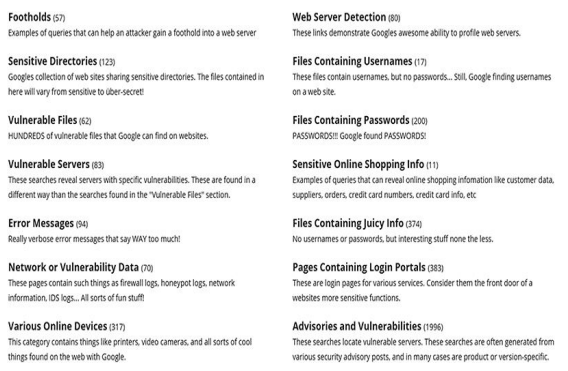 Footholds (57)
Examples of queries that can help an attacker gain a foothold into a web server
Sensitive Directories (123)
Googles collection of web sites sharing sensitive directories. The files contained in
here will vary from sensitive to über-secret!
Vulnerable Files (62)
HUNDREDS of vulnerable files that Google can find on websites.
Vulnerable Servers (83)
These searches reveal servers with specific vulnerabilities. These are found in a
different way than the searches found in the "Vulnerable Files" section.
Error Messages (94)
Really verbose error messages that say WAY too much!
Network or Vulnerability Data (70)
These pages contain such things as firewall logs, honeypot logs, network
information, IDS logs... All sorts of fun stuff!
Various Online Devices (317)
This category contains things like printers, video cameras, and all sorts of cool
things found on the web with Google.
Web Server Detection (80)
These links demonstrate Googles awesome ability to profile web servers.
Files Containing Usernames (17)
These files contain usernames, but no passwords... Still, Google finding usernames
on a web site.
Files Containing Passwords (200)
PASSWORDS!!! Google found PASSWORDS!
Sensitive Online Shopping Info (11)
Examples of queries that can reveal online shopping infomation like customer data,
suppliers, orders, credit card numbers, credit card info, etc
Files Containing Juicy Info (374)
No usernames or passwords, but interesting stuff none the less.
Pages Containing Login Portals (383)
These are login pages for various services. Consider them the front door of a
websites more sensitive functions.
Advisories and Vulnerabilities (1996)
These searches locate vulnerable servers. These searches are often generated from
various security advisory posts, and in many cases are product or version-specific.